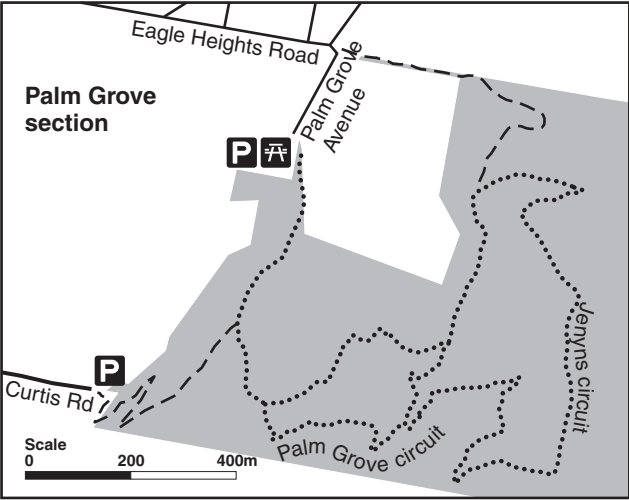 Eagle Heights Road
Palm Grove
Avenue
Palm Grove
section
P
P
Curtis Rd
Jenyns circuit
Palm Grove circuit
Scale
0 200 400m